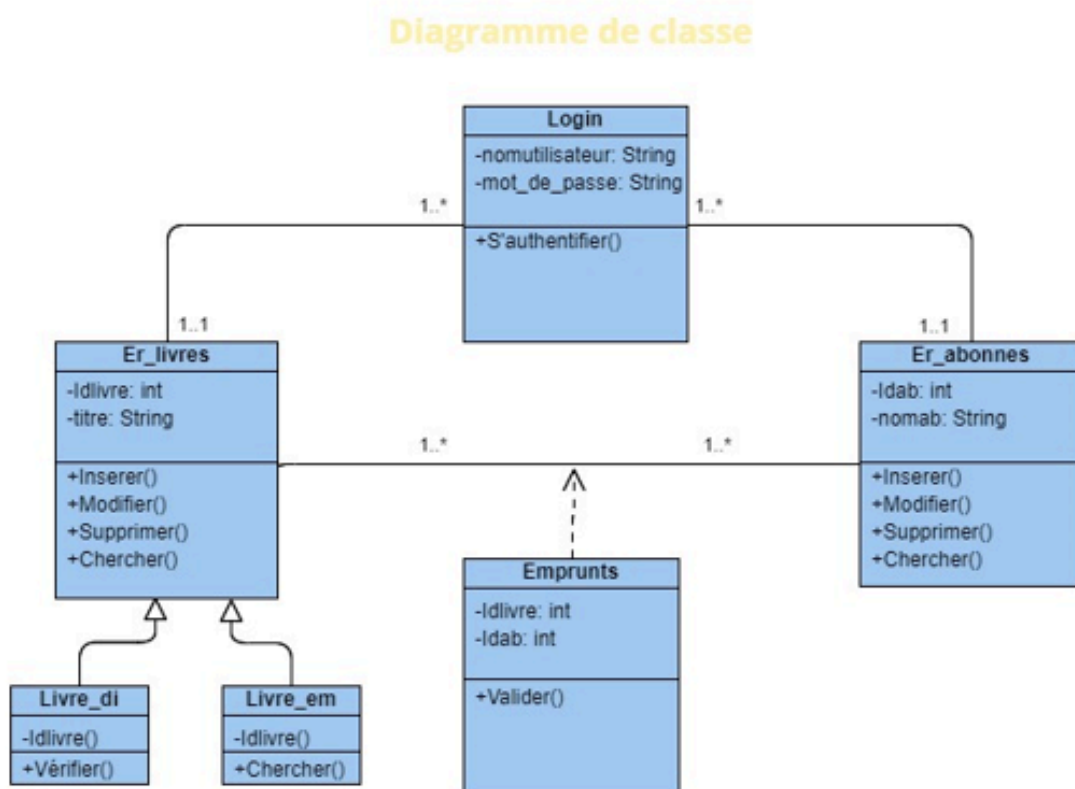 Diagramme de classe
Login
-nomutilisateur: String
-mot_de_passe: String
+S'authentifier()
1..*
1..*
1..1
1..1
Er_livres
-Idlivre: int
-titre: String
+Inserer()
+Modifier()
+Supprimer()
+Chercher()
1..*
1..*
Er_abonnes
-Idab: int
-nomab: String
+Inserer()
+Modifier()
+Supprimer()
+Chercher()
Emprunts
-Idlivre: int
-Idab: int
+Valider()
Livre_di
-Idlivre()
+Vérifier()
Livre_em
-Idlivre()
+Chercher()